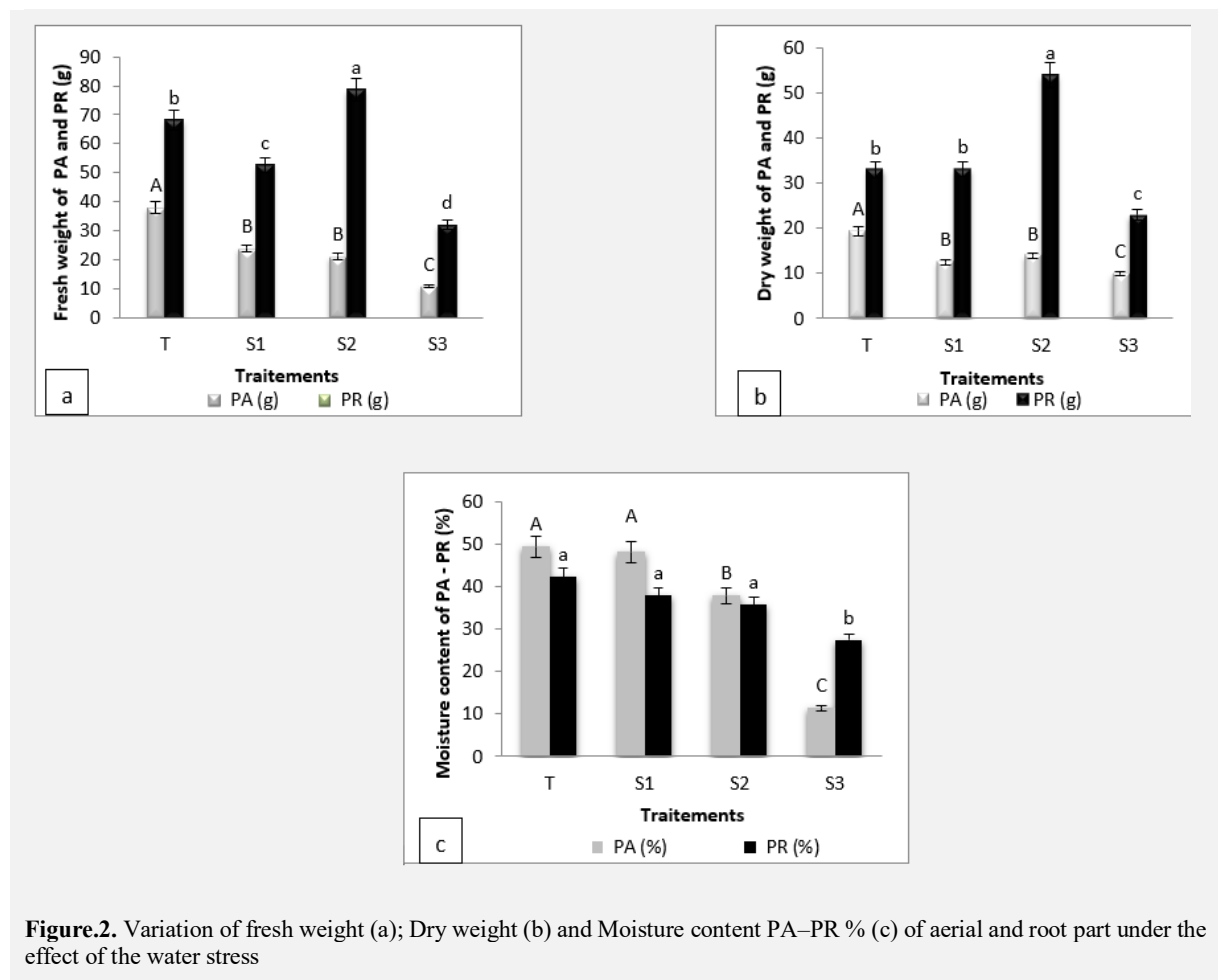 Fresh weight of PA and PR (g)
90
80
70
60
50
40
30
20
10
0
A
b
B
c
B
a
C
d
T S1 S2 S3
Traitements
PA (g) PR (g)
a
Dry weight of PA and PR (g)
60
50
40
30
20
10
0
A
b
B
b
B
a
C
c
T S1 S2 S3
Traitements
PA (g) PR (g)
b
Moisture content of PA - PR (%)
60
50
40
30
20
10
0
A
a
A
a
B
a
C
b
T S1 S2 S3
Traitements
PA (%) PR (%)
c
Figure.2. Variation of fresh weight (a); Dry weight (b) and Moisture content PA–PR % (c) of aerial and root part under the
effect of the water stress